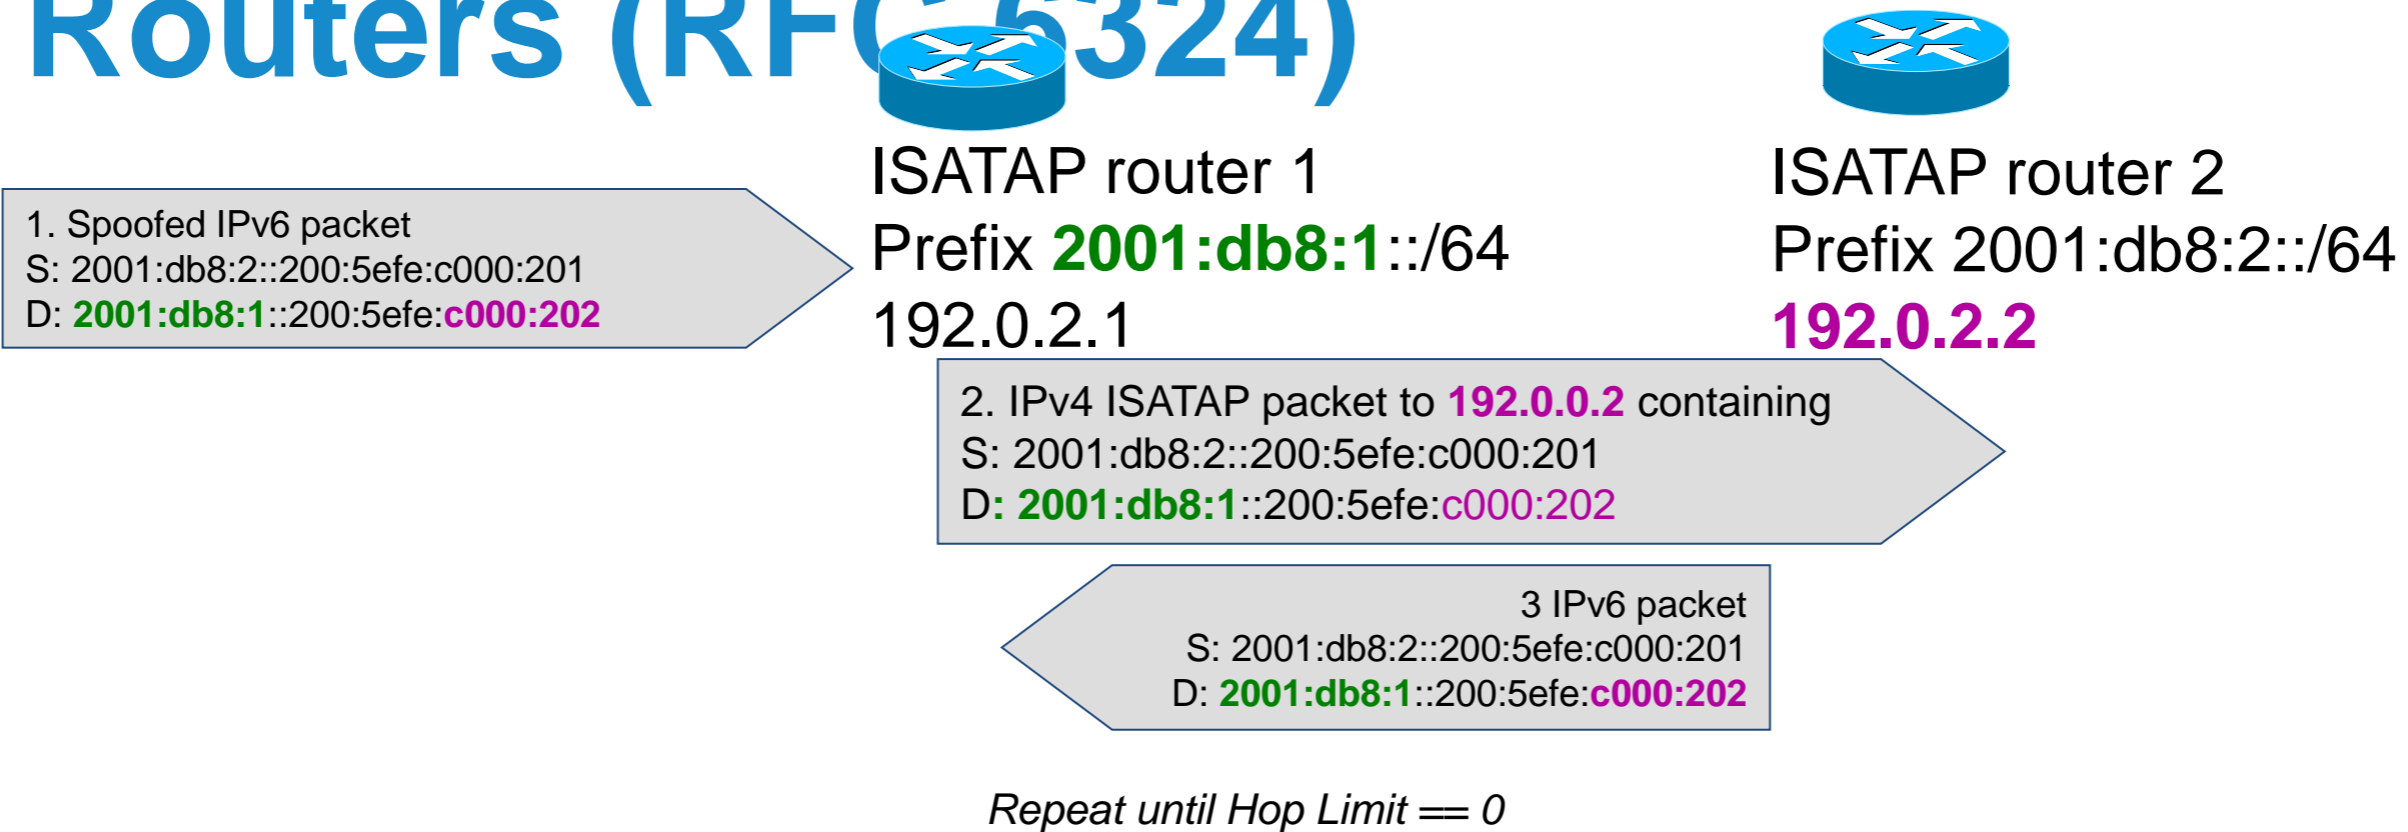 Routers (RFC 6324)
ISATAP router 1
Prefix 2001:db8:1::/64
192.0.2.1
ISATAP router 2
Prefix 2001:db8:2::/64
192.0.2.2
1. Spoofed IPv6 packet
S: 2001:db8:2::200:5efe:c000:201
D: 2001:db8:1::200:5efe:c000:202
2. IPv4 ISATAP packet to 192.0.0.2 containing
S: 2001:db8:2::200:5efe:c000:201
D: 2001:db8:1::200:5efe:c000:202
3 IPv6 packet
S: 2001:db8:2::200:5efe:c000:201
D: 2001:db8:1::200:5efe:c000:202
Repeat until Hop Limit == 0